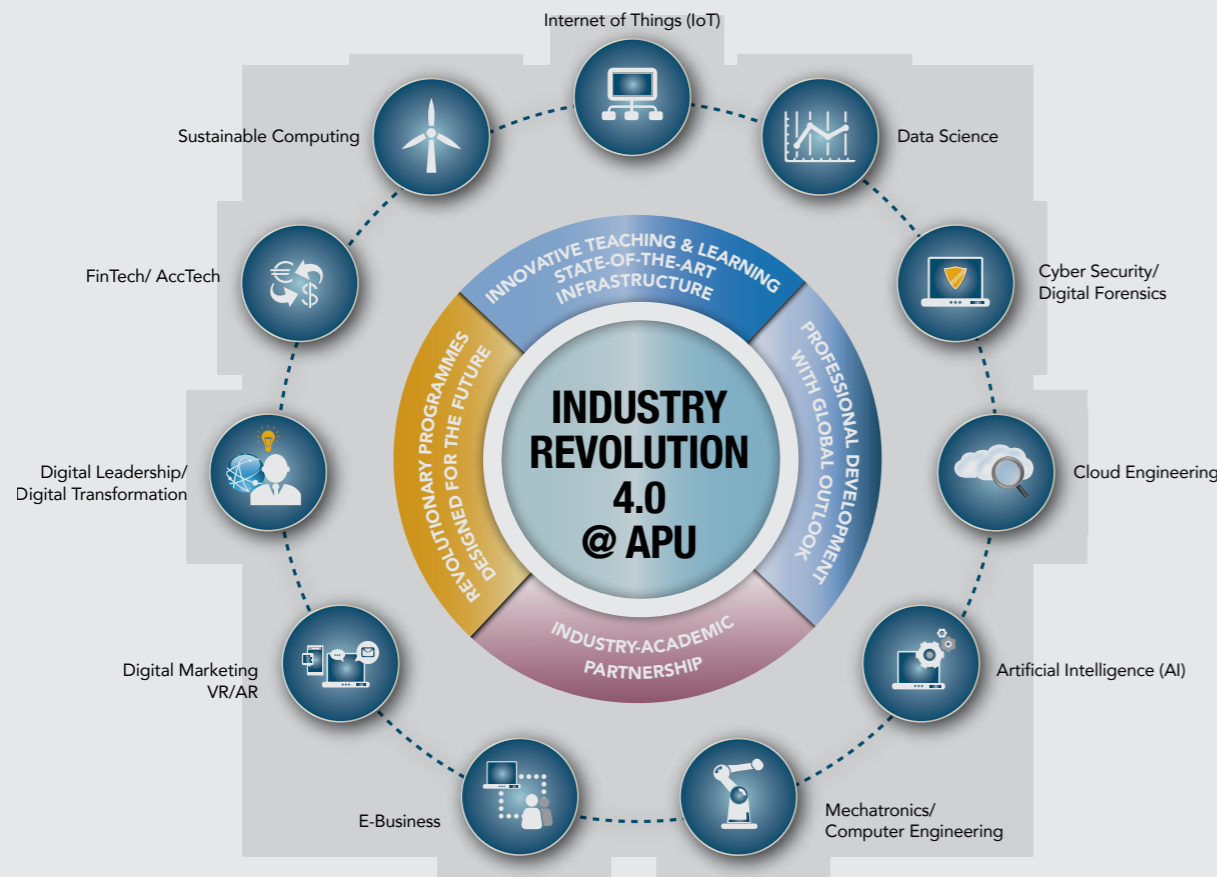 Internet of Things (IoT)
Sustainable Computing
Data Science
FinTech/ AccTech
Cyber Security/
Digital Forensics
INNOVATIVE TEACHING & LEARNING
STATE-OF-THE-ART
INFRASTRUCTURE
PROFESSIONAL DEVELOPMENT
WITH GLOBAL OUTLOOK
REVOLUTIONARY PROGRAMMES
DESIGNED FOR THE FUTURE
INDUSTRY
REVOLUTION
4.0
@ APU
INDUSTRY-ACADEMIC
PARTNERSHIP
Digital Leadership/
Digital Transformation
Cloud Engineering
Digital Marketing
VR/AR
Artificial Intelligence (AI)
E-Business
Mechatronics/
Computer Engineering